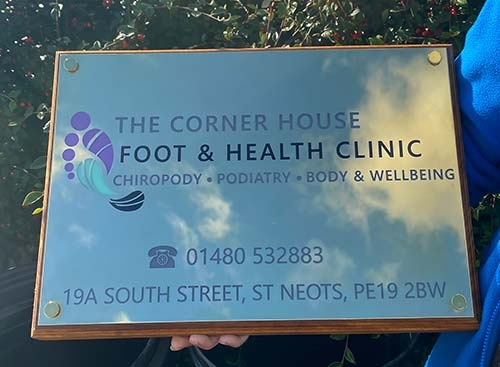 THE CORNER HOUSE
FOOT & HEALTH CLINIC
CHIROPODY • PODIATRY • BODY & WELLBEING
01480 532883
19A SOUTH STREET, ST NEOTS, PE19 2BW